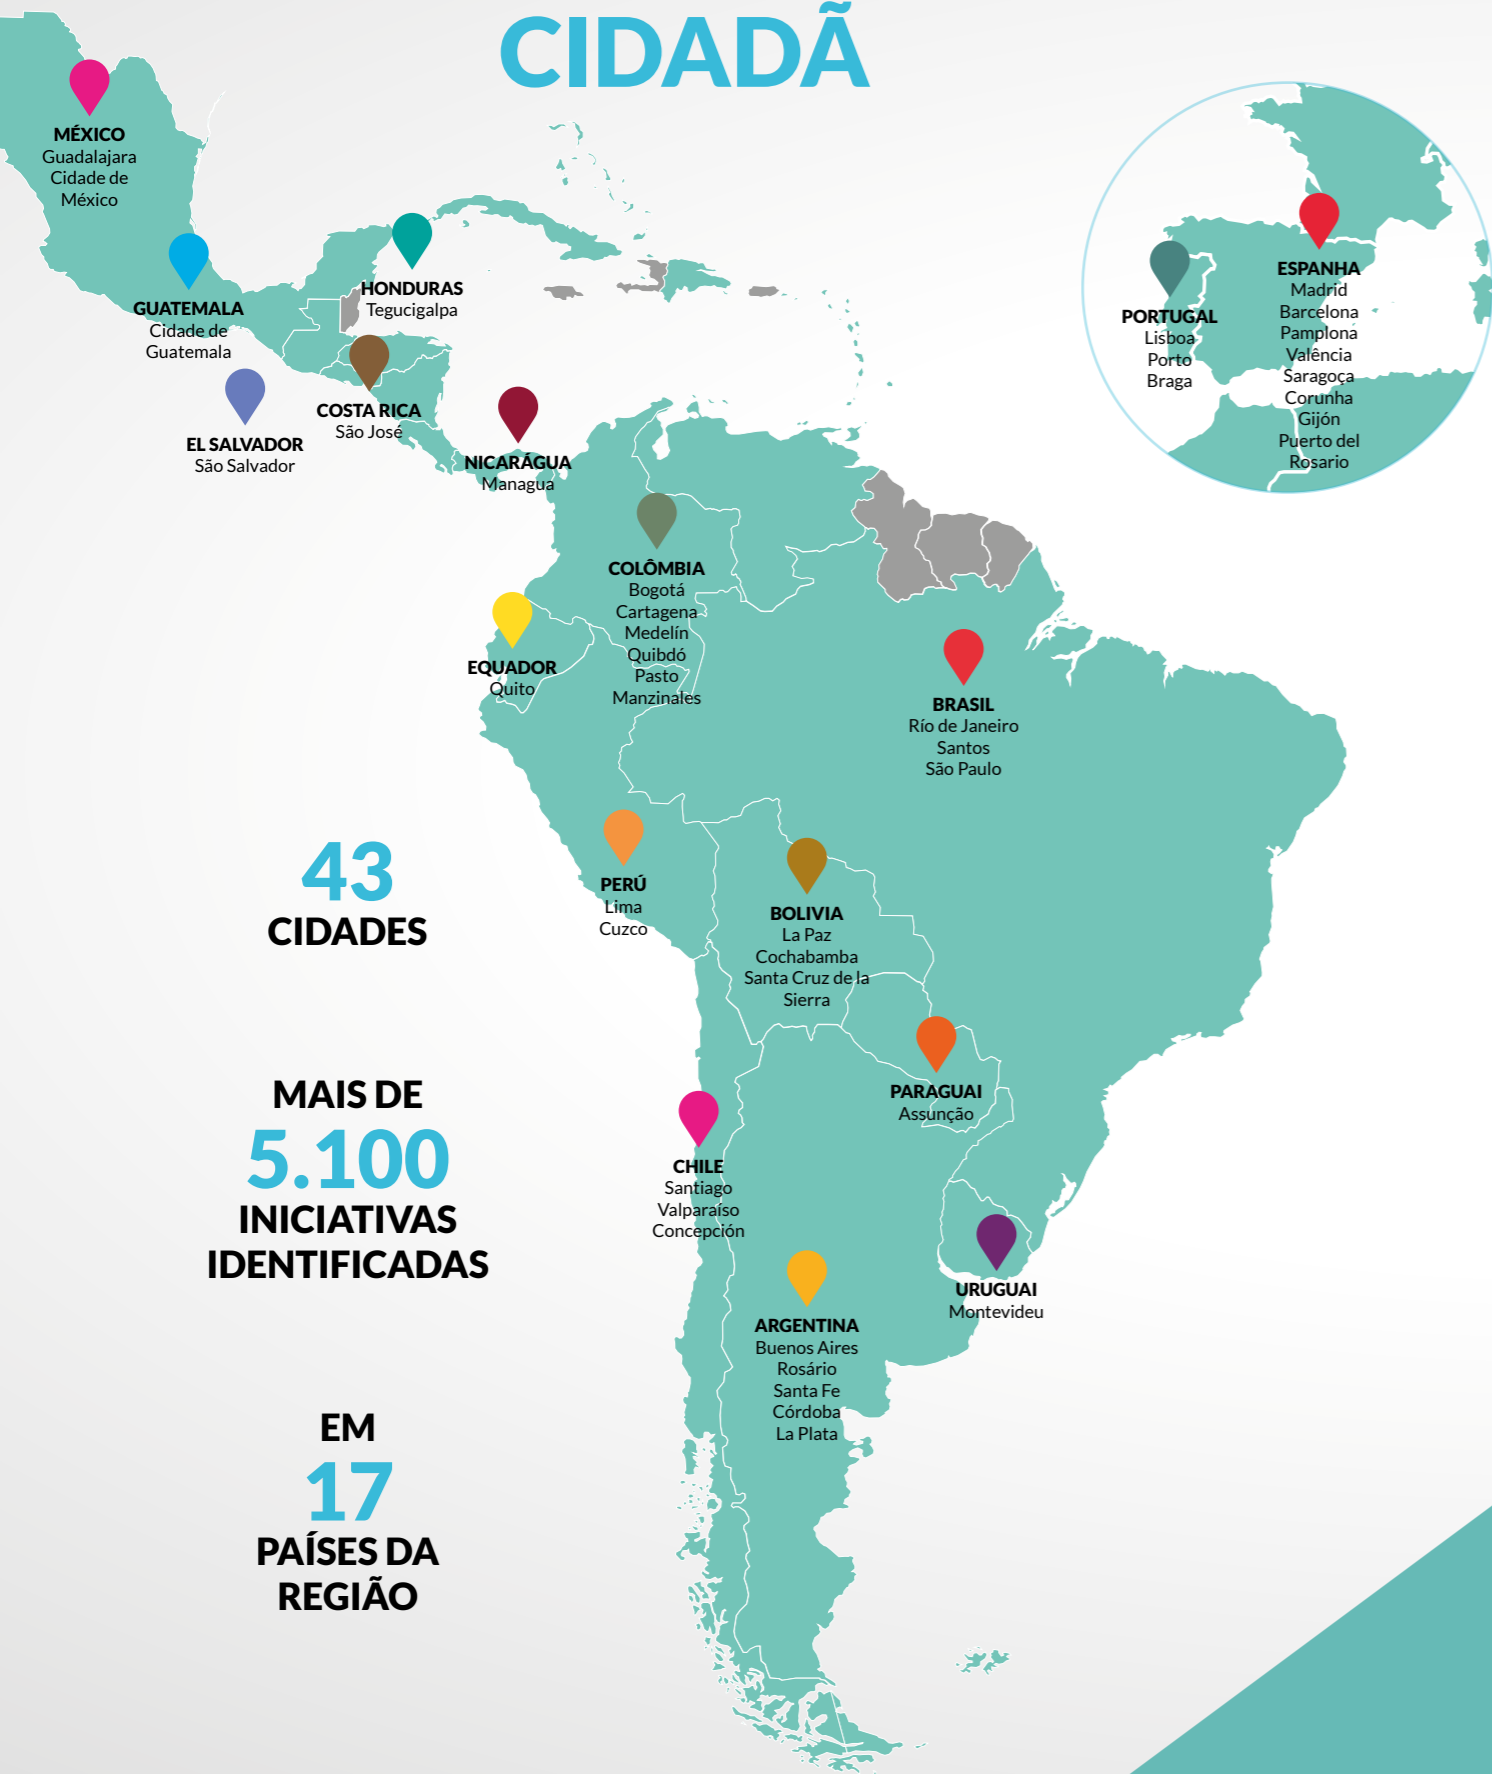 CIDADÃ
MÉXICO
Guadalajara
Cidade de
México
GUATEMALA
Cidade de
Guatemala
HONDURAS
Tegucigalpa
EL SALVADOR
São Salvador
COSTA RICA
São José
NICARÁGUA
Managua
PORTUGAL
Lisboa
Porto
Braga
ESPANHA
Madrid
Barcelona
Pamplona
Valência
Saragoça
Corunha
Gijón
Puerto del
Rosario
COLÔMBIA
Bogotá
Cartagena
Medelín
Quibdó
Pasto
Manzinales
EQUADOR
Quito
BRASIL
Río de Janeiro
Santos
São Paulo
PERÚ
Lima
Cuzco
BOLIVIA
La Paz
Cochabamba
Santa Cruz de la
Sierra
PARAGUAI
Assunção
CHILE
Santiago
Valparaíso
Concepción
URUGUAI
Montevideu
ARGENTINA
Buenos Aires
Rosário
Santa Fe
Córdoba
La Plata
43
CIDADES
MAIS DE
5.100
INICIATIVAS
IDENTIFICADAS
EM
17
PAÍSES DA
REGIÃO